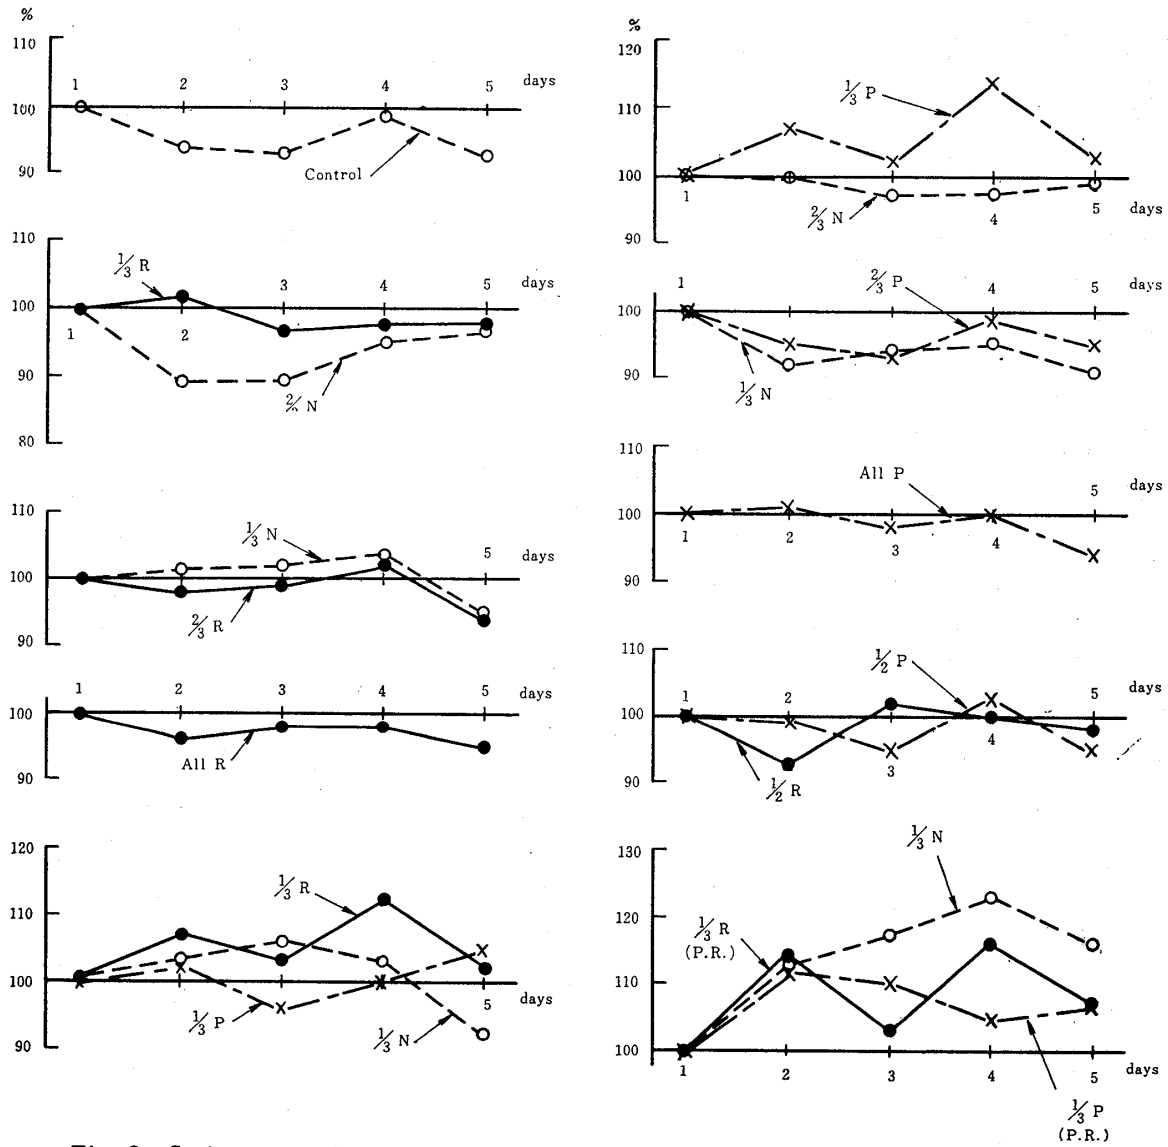 %
110
1 2 3 4 5 days
100
90
Control
110
1/3 R
3 4 5 days
100
1 2
90
2/ N
80
110
1/3 N
5 days
100
2/3 R
90
1 2 3 4 5 days
100
All R
90
120
1/3 R
110
100
5 days
1/3 P
1/3 N
90
%
120
1/3 P
110
100
1 4 5 days
2/3 N
90
1 2/3 P 4 5 days
100
90
1/3 N
110
All P
5 days
100
1 2 3 4
90
110
1/2 P
1 2 5 days
100
4
3
90
1/2 R
130
1/3 N
120
1/3 R
(P.R.)
110
100
1 2 3 4 5 days
1/3 P
(P.R.)